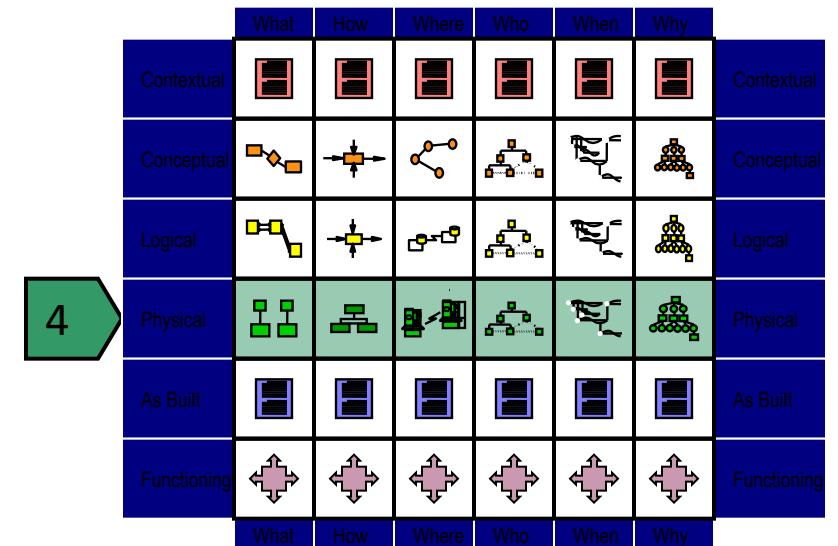 What How Where Who When Why
Contextual Contextual
Conceptual Conceptual
Logical Logical
4 Physical Physical
As Built As Built
Functioning Functioning
What How Where Who When Why